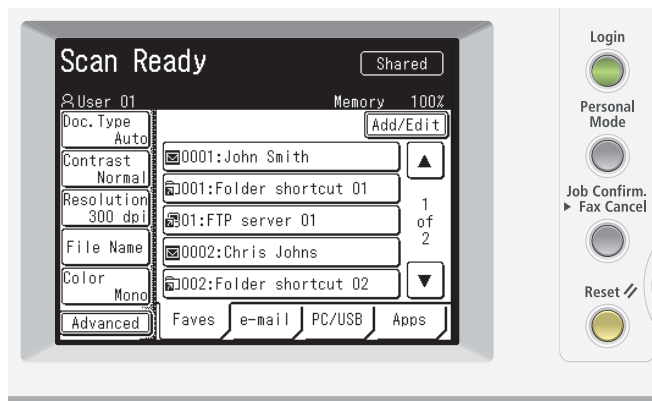 Scan Ready
Shared
User 01
Memory 100%
Doc.Type
Auto
Add/Edit
Contrast
Normal
0001:John Smith
Resolution
300 dpi
001:Folder shortcut 01
1
of
2
01:FTP server 01
File Name
0002:Chris Johns
Color
Mono
002:Folder shortcut 02
Advanced
Faves
e-mail
PC/USB
Apps
Login
Personal
Mode
Job Confirm.
▶ Fax Cancel
Reset